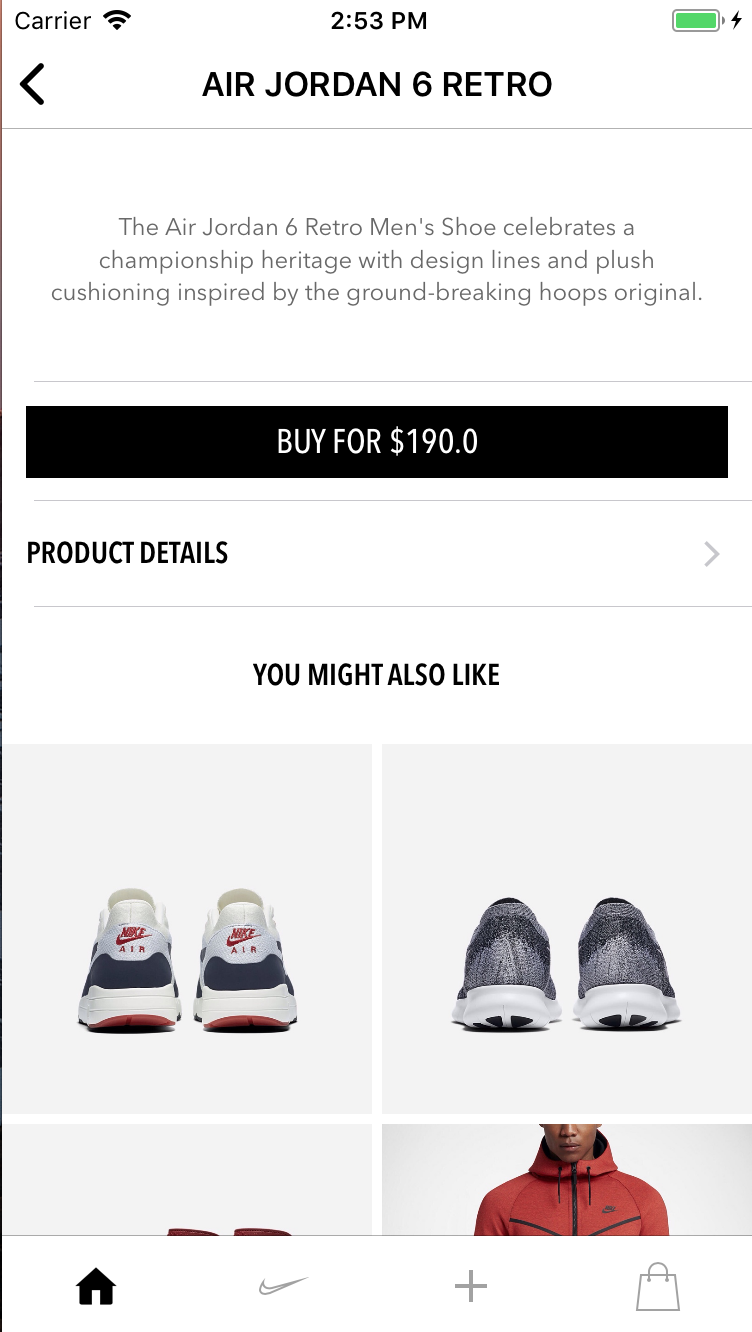 Carrier 2:53 PM
AIR JORDAN 6 RETRO
The Air Jordan 6 Retro Men's Shoe celebrates a
championship heritage with design lines and plush
cushioning inspired by the ground-breaking hoops original.
BUY FOR $190.0
PRODUCT DETAILS
YOU MIGHT ALSO LIKE
NIKE NIKE
AIR AIR